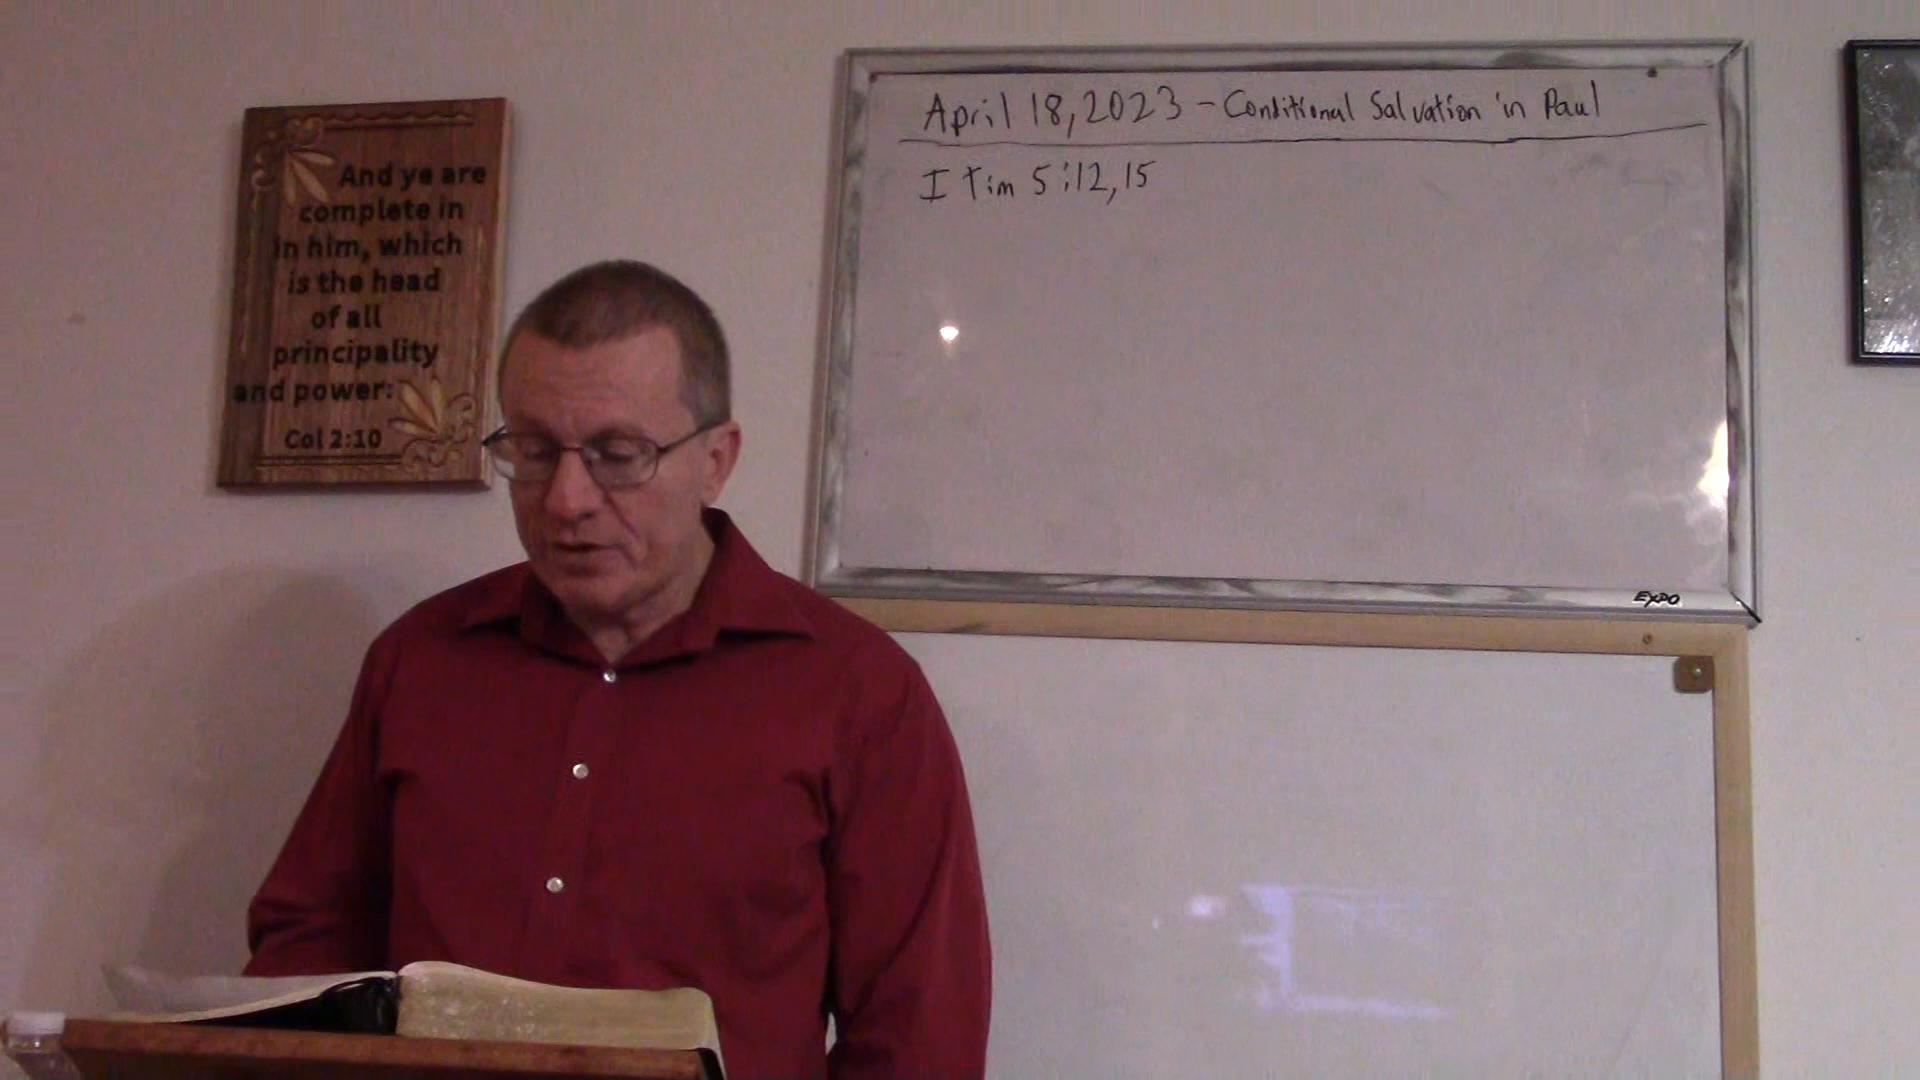 And ye are
complete in
in him, which
is the head
of all
principality
and power:
Col 2:10
April 18, 2023 - Conditional Salvation in Paul
I Tim 5:12, 15
EXPO